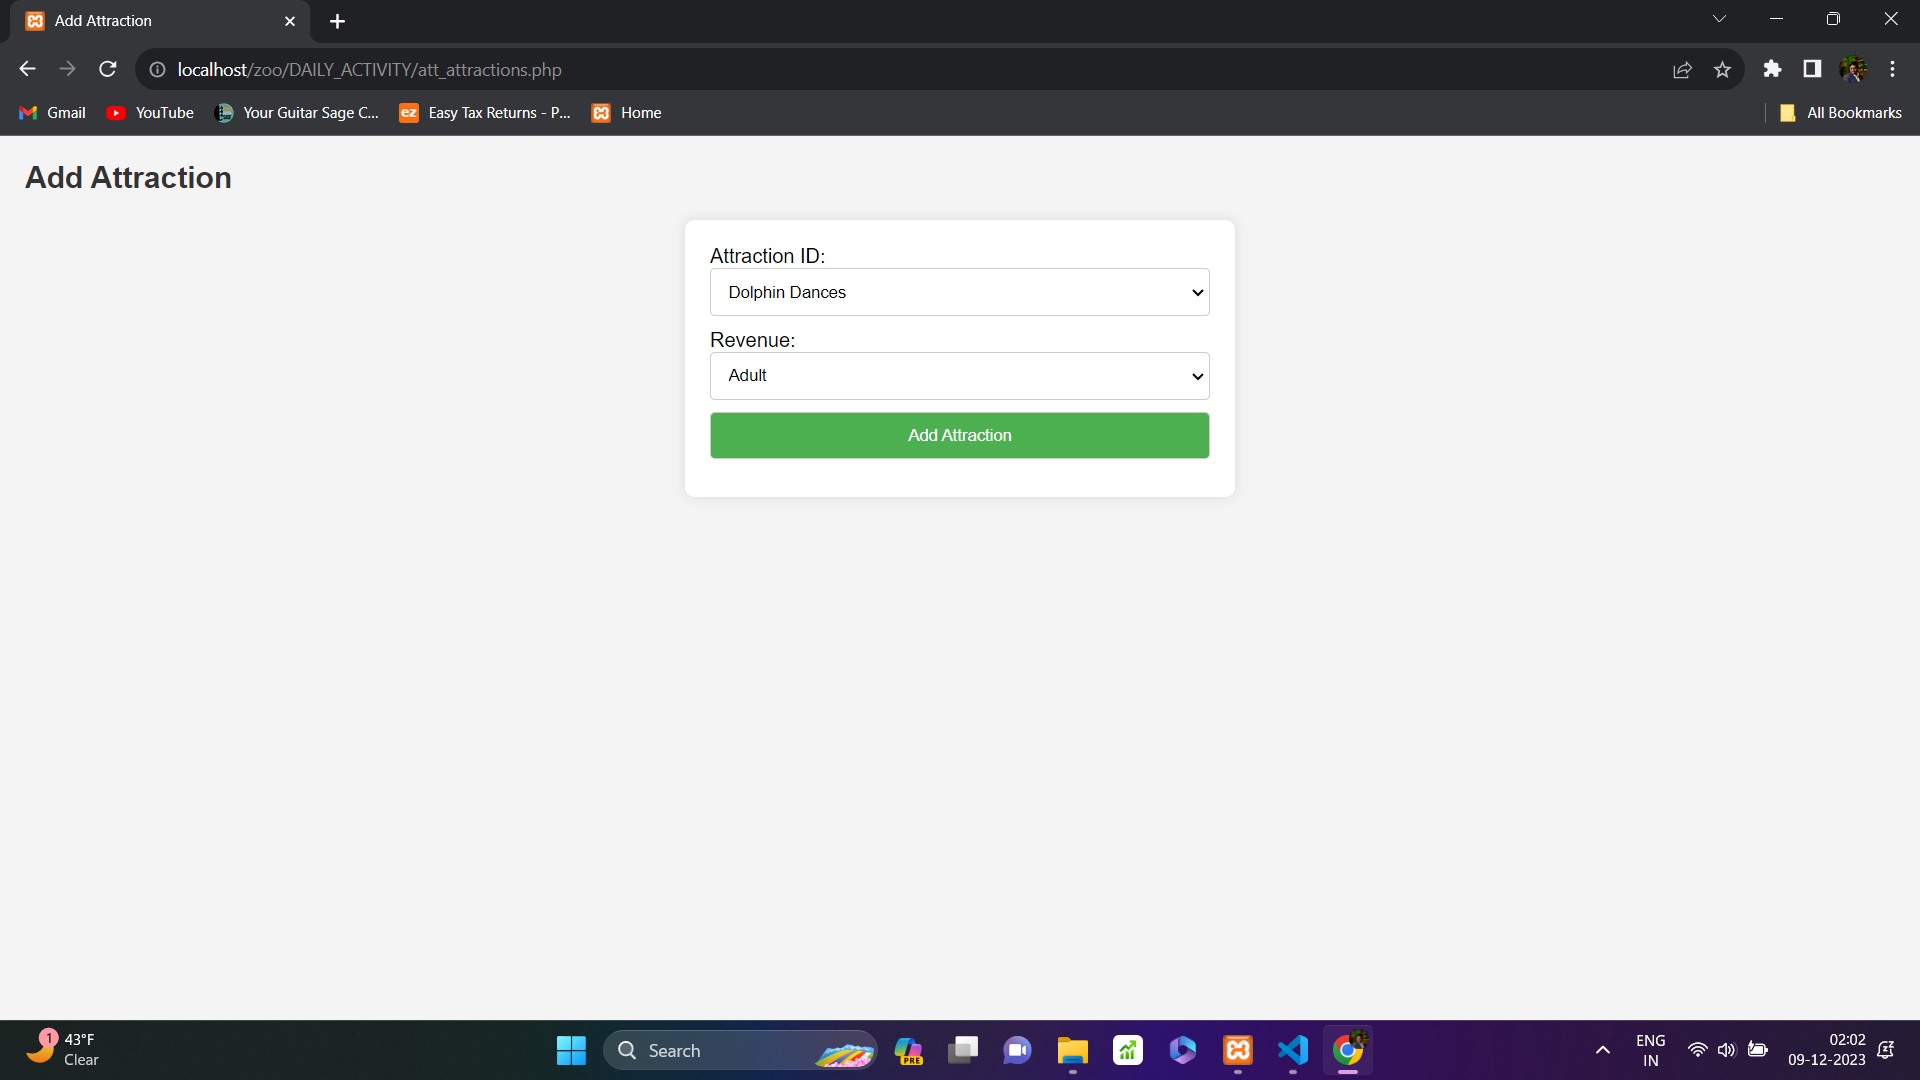 Add Attraction
localhost/zoo/DAILY_ACTIVITY/att_attractions.php
Gmail YouTube Your Guitar Sage C... ez Easy Tax Returns - P... Home All Bookmarks
Add Attraction
Attraction ID:
Dolphin Dances
Revenue:
Adult
Add Attraction
1 43°F
Clear
Search
PRE
ENG
IN
02:02
09-12-2023